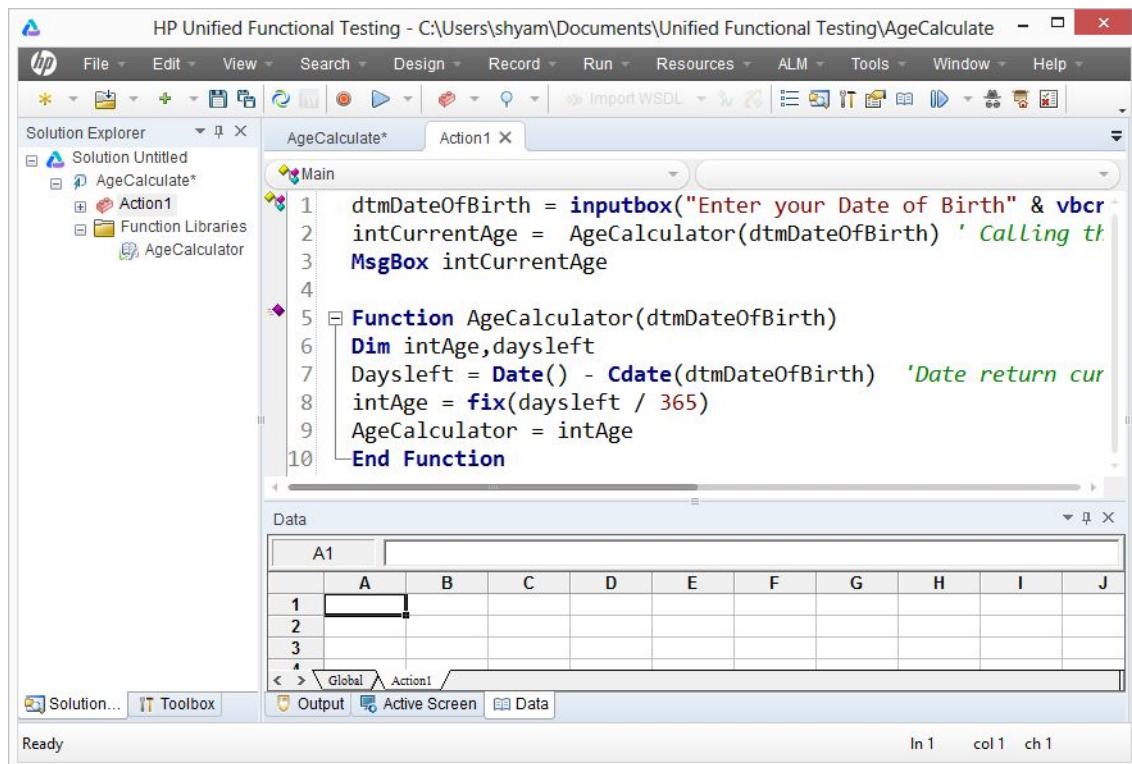 HP Unified Functional Testing - C:\Users\shyam\Documents\Unified Functional Testing\AgeCalculate
hp File Edit View Search Design Record Run Resources ALM Tools Window Help
Import WSDL
Solution Explorer
Solution Untitled
AgeCalculate*
Action1
Function Libraries
AgeCalculator
AgeCalculate* Action1
Main
1 dtmDateOfBirth = inputbox("Enter your Date of Birth" & vbcr
2 intCurrentAge = AgeCalculator(dtmDateOfBirth) ' Calling th
3 MsgBox intCurrentAge
4
5 Function AgeCalculator(dtmDateOfBirth)
6 Dim intAge,daysleft
7 Daysleft = Date() - Cdate(dtmDateOfBirth) 'Date return cur
8 intAge = fix(daysleft / 365)
9 AgeCalculator = intAge
10 End Function
Data
A1
A B C D E F G H I J
1
2
3
4
Global Action1
Solution... Toolbox Output Active Screen Data
Ready ln 1 col 1 ch 1